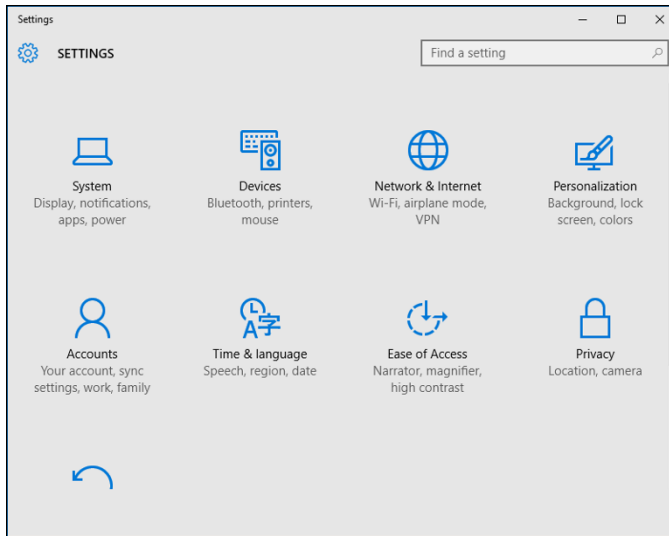 Settings
SETTINGS
Find a setting
System
Display, notifications,
apps, power
Devices
Bluetooth, printers,
mouse
Network & Internet
Wi-Fi, airplane mode,
VPN
Personalization
Background, lock
screen, colors
Accounts
Your account, sync
settings, work, family
Time & language
Speech, region, date
Ease of Access
Narrator, magnifier,
high contrast
Privacy
Location, camera